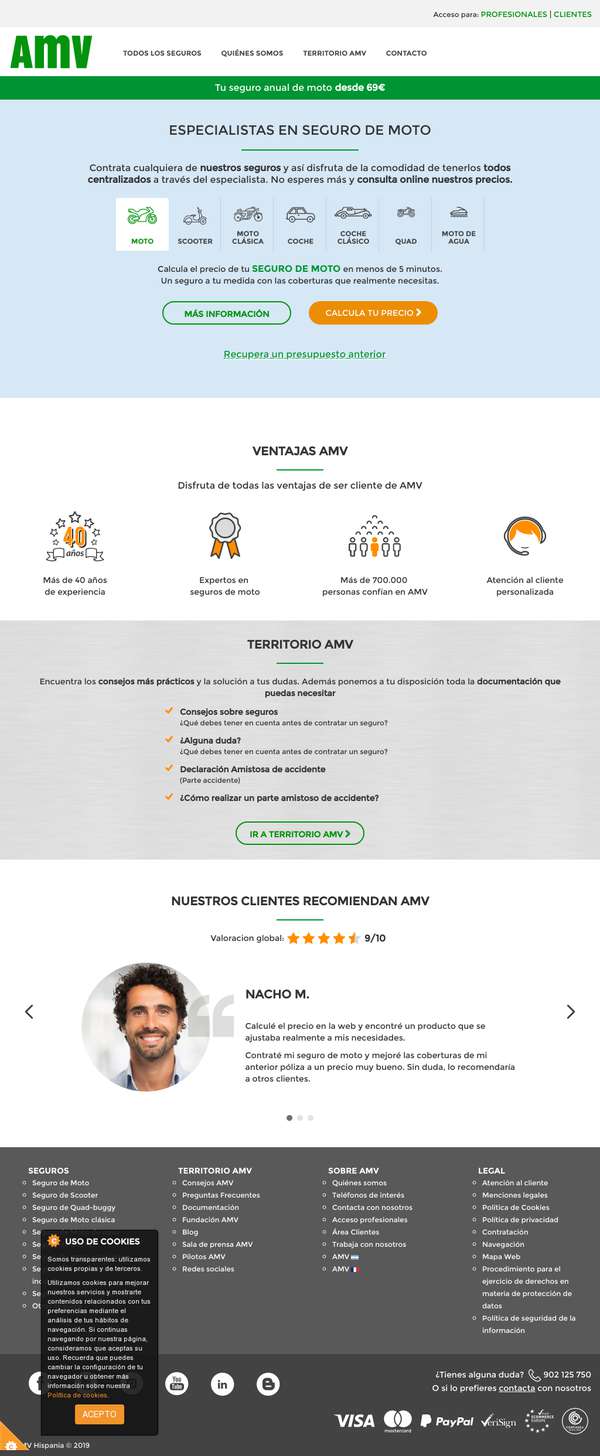 Acceso para: PROFESIONALES | CLIENTES
AMV
TODOS LOS SEGUROS QUIÉNES SOMOS TERRITORIO AMV CONTACTO
Tu seguro anual de moto desde 69€
ESPECIALISTAS EN SEGURO DE MOTO
Contrata cualquiera de nuestros seguros y así disfruta de la comodidad de tenerlos todos
centralizados a través del especialista. No esperes más y consulta online nuestros precios.
MOTO
SCOOTER
MOTO
CLÁSICA
COCHE
COCHE
CLÁSICO
QUAD
MOTO DE
AGUA
Calcula el precio de tu SEGURO DE MOTO en menos de 5 minutos.
Un seguro a tu medida con las coberturas que realmente necesitas.
MÁS INFORMACIÓN
CALCULA TU PRECIO
Recupera un presupuesto anterior
VENTAJAS AMV
Disfruta de todas las ventajas de ser cliente de AMV
40
años
Más de 40 años
de experiencia
Expertos en
seguros de moto
Más de 700.000
personas confían en AMV
Atención al cliente
personalizada
TERRITORIO AMV
Encuentra los consejos más prácticos y la solución a tus dudas. Además ponemos a tu disposición toda la documentación que
puedas necesitar
Consejos sobre seguros
¿Qué debes tener en cuenta antes de contratar un seguro?
¿Alguna duda?
¿Qué debes tener en cuenta antes de contratar un seguro?
Declaración Amistosa de accidente
(Parte accidente)
¿Cómo realizar un parte amistoso de accidente?
IR A TERRITORIO AMV
NUESTROS CLIENTES RECOMIENDAN AMV
Valoracion global: 9/10
NACHO M.
Calculé el precio en la web y encontré un producto que se
ajustaba realmente a mis necesidades.
Contraté mi seguro de moto y mejoré las coberturas de mi
anterior póliza a un precio muy bueno. Sin duda, lo recomendaría
a otros clientes.
SEGUROS
Seguro de Moto
Seguro de Scooter
Seguro de Quad-buggy
Seguro de Moto clásica
Se
Se
Se
inc
Se
Ot
TERRITORIO AMV
Consejos AMV
Preguntas Frecuentes
Documentación
Fundación AMV
Blog
Sala de prensa AMV
Pilotos AMV
Redes sociales
SOBRE AMV
Quiénes somos
Teléfonos de interés
Contacta con nosotros
Acceso profesionales
Área Clientes
Trabaja con nosotros
AMV
AMV
LEGAL
Atención al cliente
Menciones legales
Política de Cookies
Política de privacidad
Contratación
Navegación
Mapa Web
Procedimiento para el
ejercicio de derechos en
materia de protección de
datos
Política de seguridad de la
información
USO DE COOKIES
Somos transparentes: utilizamos
cookies propias y de terceros.
Utilizamos cookies para mejorar
nuestros servicios y mostrarte
contenidos relacionados con tus
preferencias mediante el
análisis de tus hábitos de
navegación. Si continuas
navegando por nuestra página,
consideramos que aceptas su
uso. Recuerda que puedes
cambiar la configuración de tu
navegador u obtener más
información sobre nuestra
Política de cookies.
ACEPTO
You
Tube
in
¿Tienes alguna duda? 902 125 750
O si lo prefieres contacta con nosotros
VISA mastercard PayPal VeriSign ECOMMERCE EUROPE
V Hispania © 2019